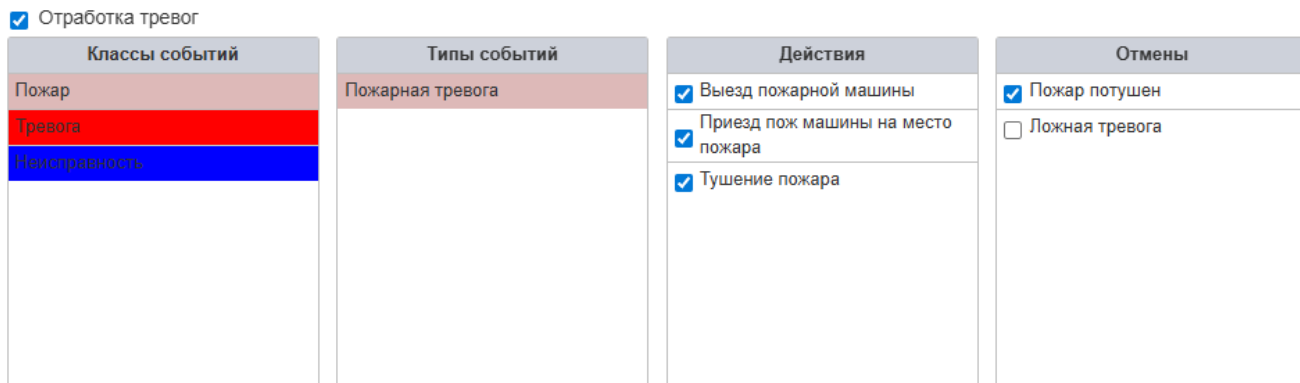 Отработка тревог
Классы событий
Пожар
Тревога
Неисправность
Типы событий
Пожарная тревога
Действия
Выезд пожарной машины
Приезд пож машины на место
пожара
Тушение пожара
Отмены
Пожар потушен
Ложная тревога